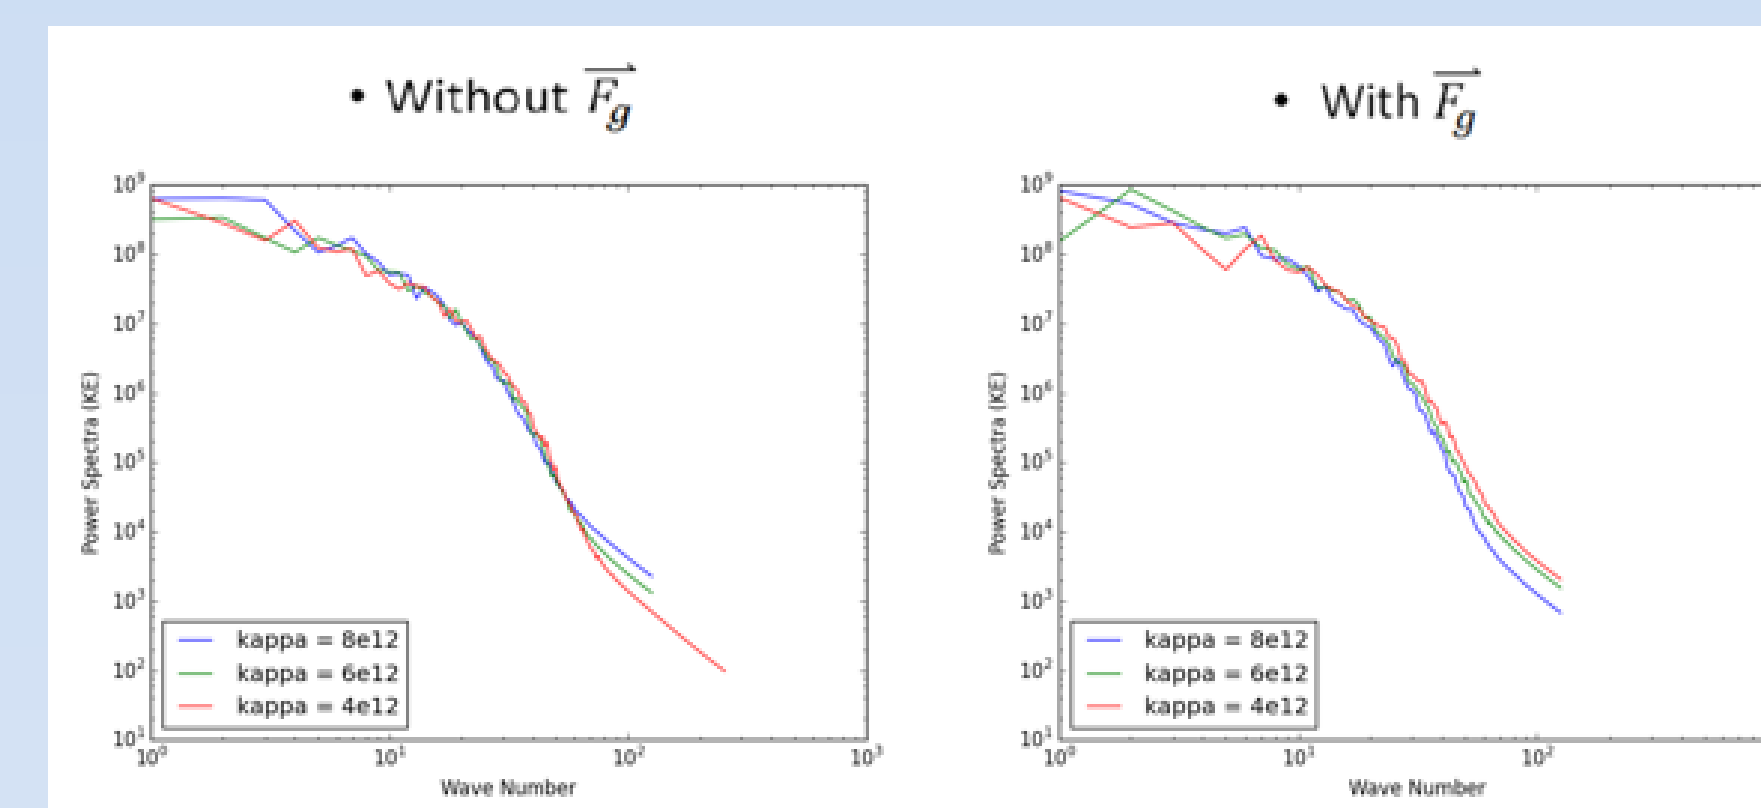 • Without $\overrightarrow{F_g}$
10⁹
10⁸
10⁷
10⁶
10⁵
10⁴
10³
10²
10¹
Power Spectra (KE)
kappa = 8e12
kappa = 6e12
kappa = 4e12
10⁰ 10¹ 10² 10³
Wave Number
• With $\overrightarrow{F_g}$
10⁹
10⁸
10⁷
10⁶
10⁵
10⁴
10³
10²
10¹
Power Spectra (KE)
kappa = 8e12
kappa = 6e12
kappa = 4e12
10⁰ 10¹ 10²
Wave Number